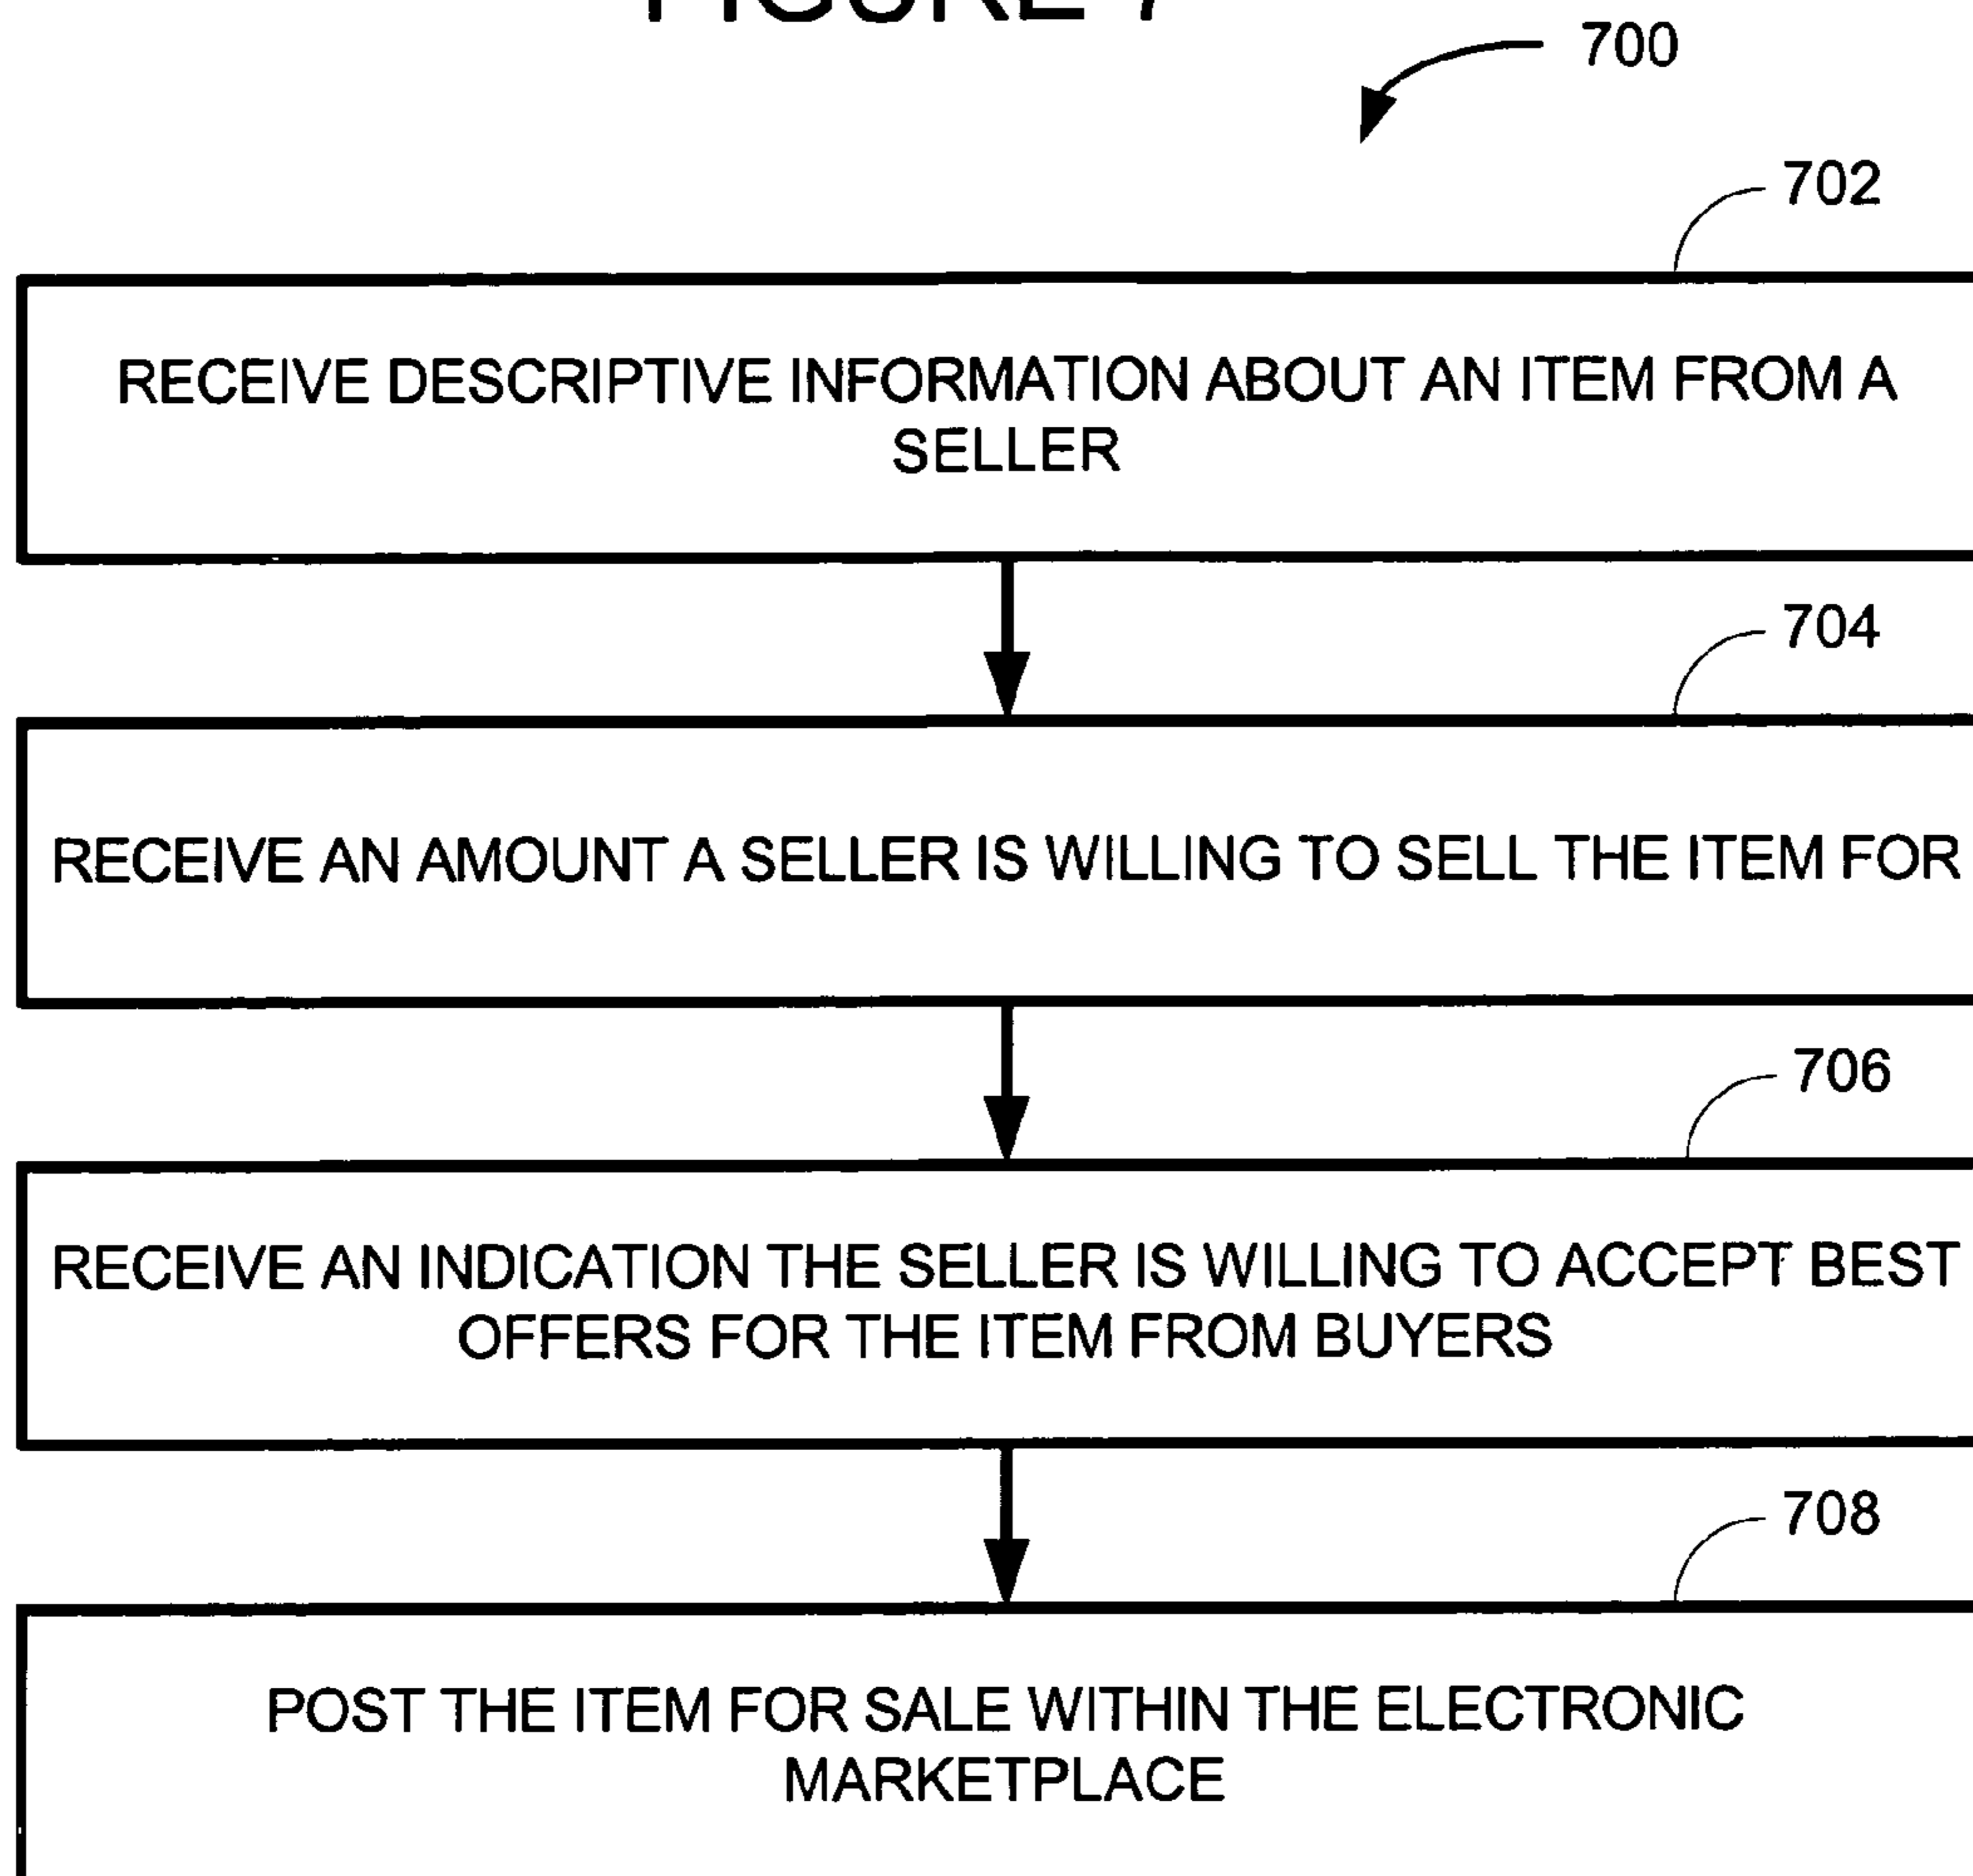 FIGURE 7
700
702
RECEIVE DESCRIPTIVE INFORMATION ABOUT AN ITEM FROM A
SELLER
704
RECEIVE AN AMOUNT A SELLER IS WILLING TO SELL THE ITEM FOR
706
RECEIVE AN INDICATION THE SELLER IS WILLING TO ACCEPT BEST
OFFERS FOR THE ITEM FROM BUYERS
708
POST THE ITEM FOR SALE WITHIN THE ELECTRONIC
MARKETPLACE